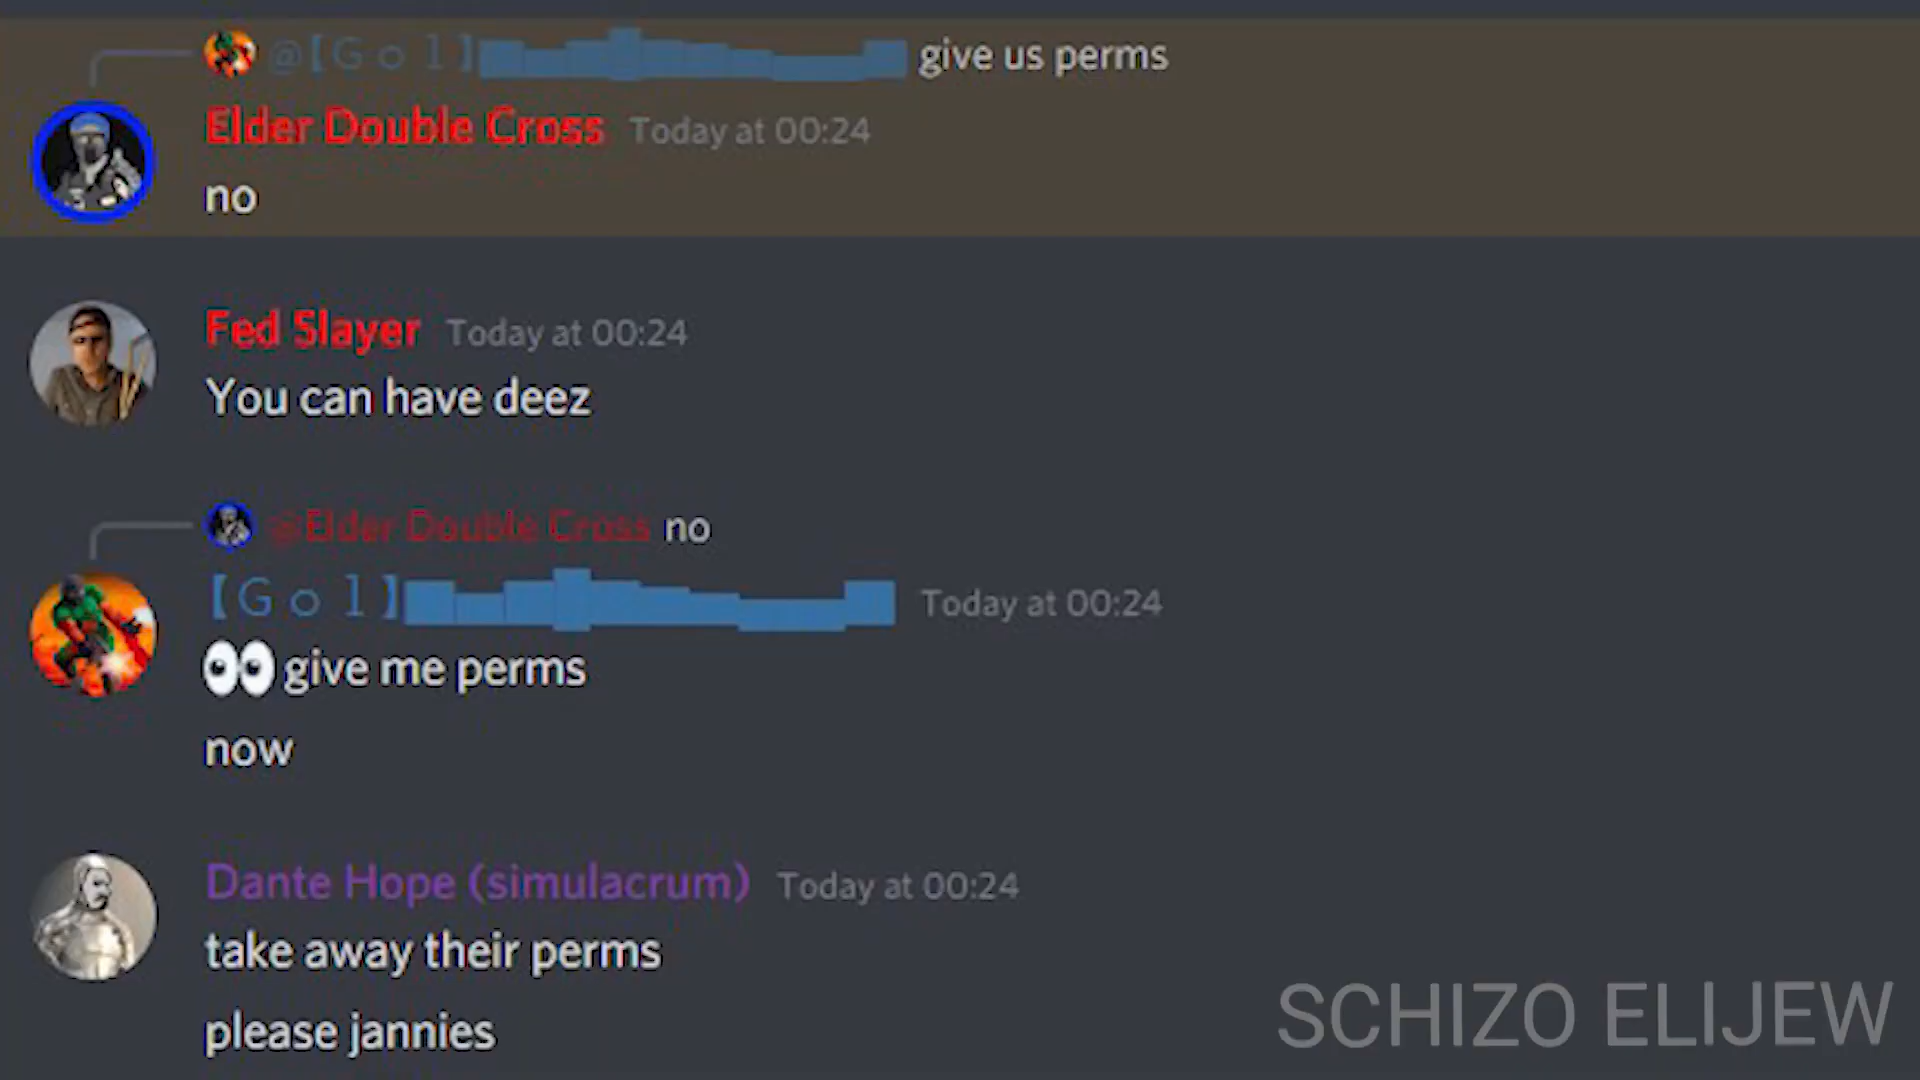 @【Ｇｏｌ】 give us perms
Elder Double Cross Today at 00:24
no
Fed Slayer Today at 00:24
You can have deez
@Elder Double Cross no
【Ｇｏｌ】 Today at 00:24
👀 give me perms
now
Dante Hope (simulacrum) Today at 00:24
take away their perms
please jannies
SCHIZO ELIJEW